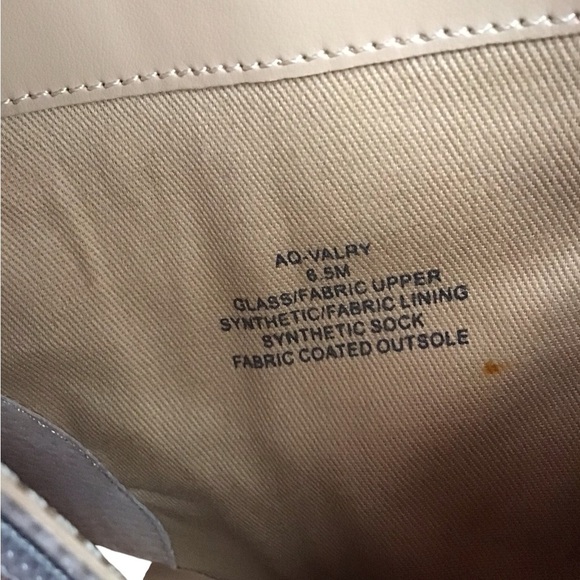 AQ-VALRY
6.5M
GLASS/FABRIC UPPER
SYNTHETIC/FABRIC LINING
SYNTHETIC SOCK
FABRIC COATED OUTSOLE